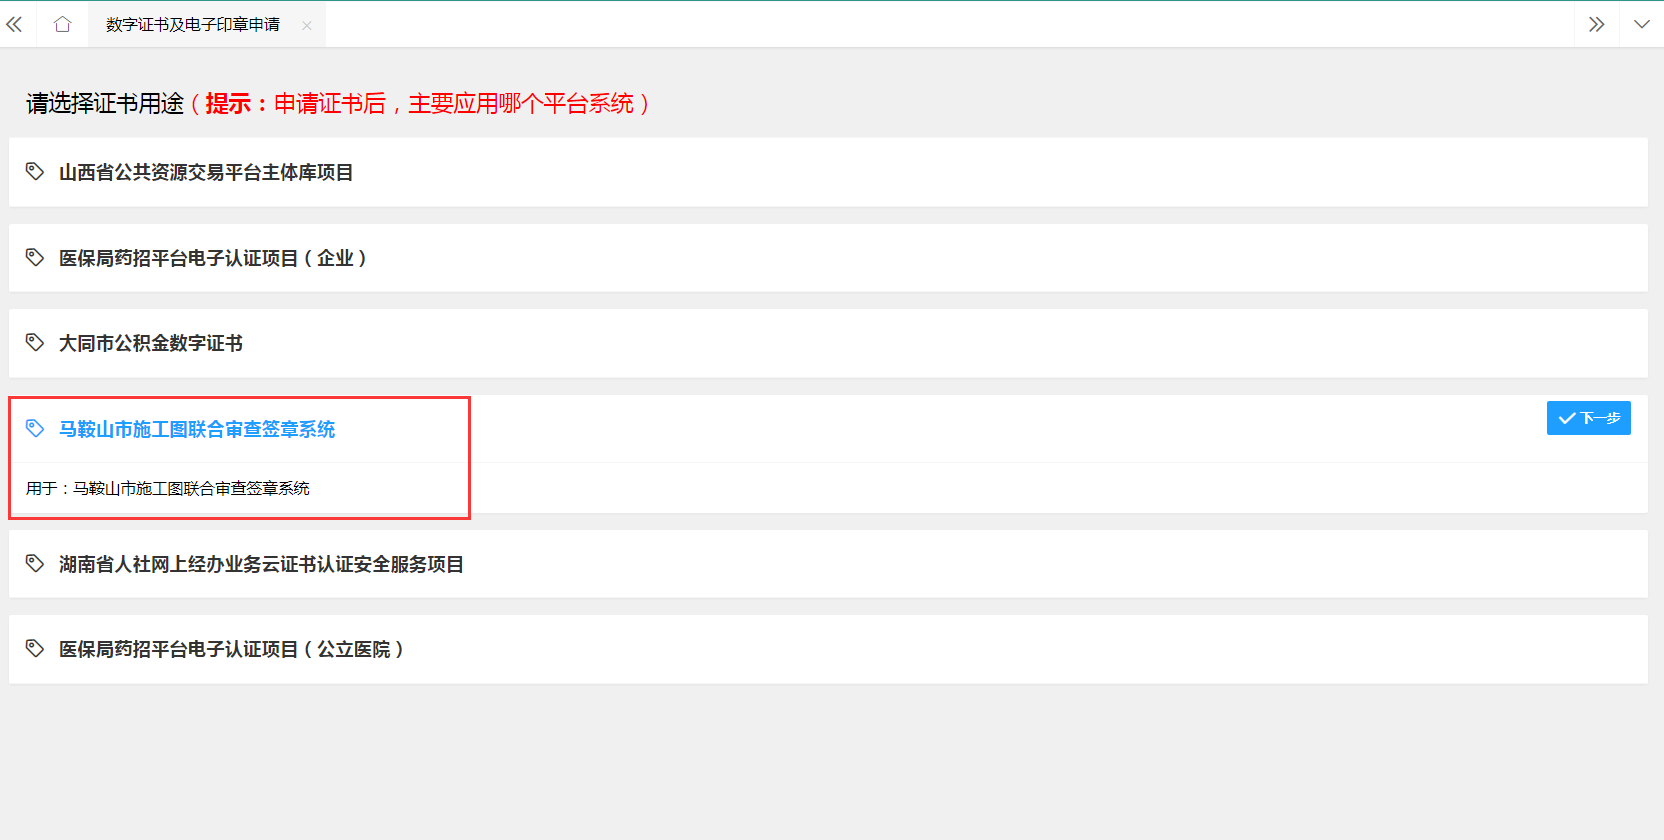 数字证书及电子印章申请
请选择证书用途（提示：申请证书后，主要应用哪个平台系统）
山西省公共资源交易平台主体库项目
医保局药招平台电子认证项目（企业）
大同市公积金数字证书
马鞍山市施工图联合审查签章系统
下一步
用于：马鞍山市施工图联合审查签章系统
湖南省人社网上经办业务云证书认证安全服务项目
医保局药招平台电子认证项目（公立医院）